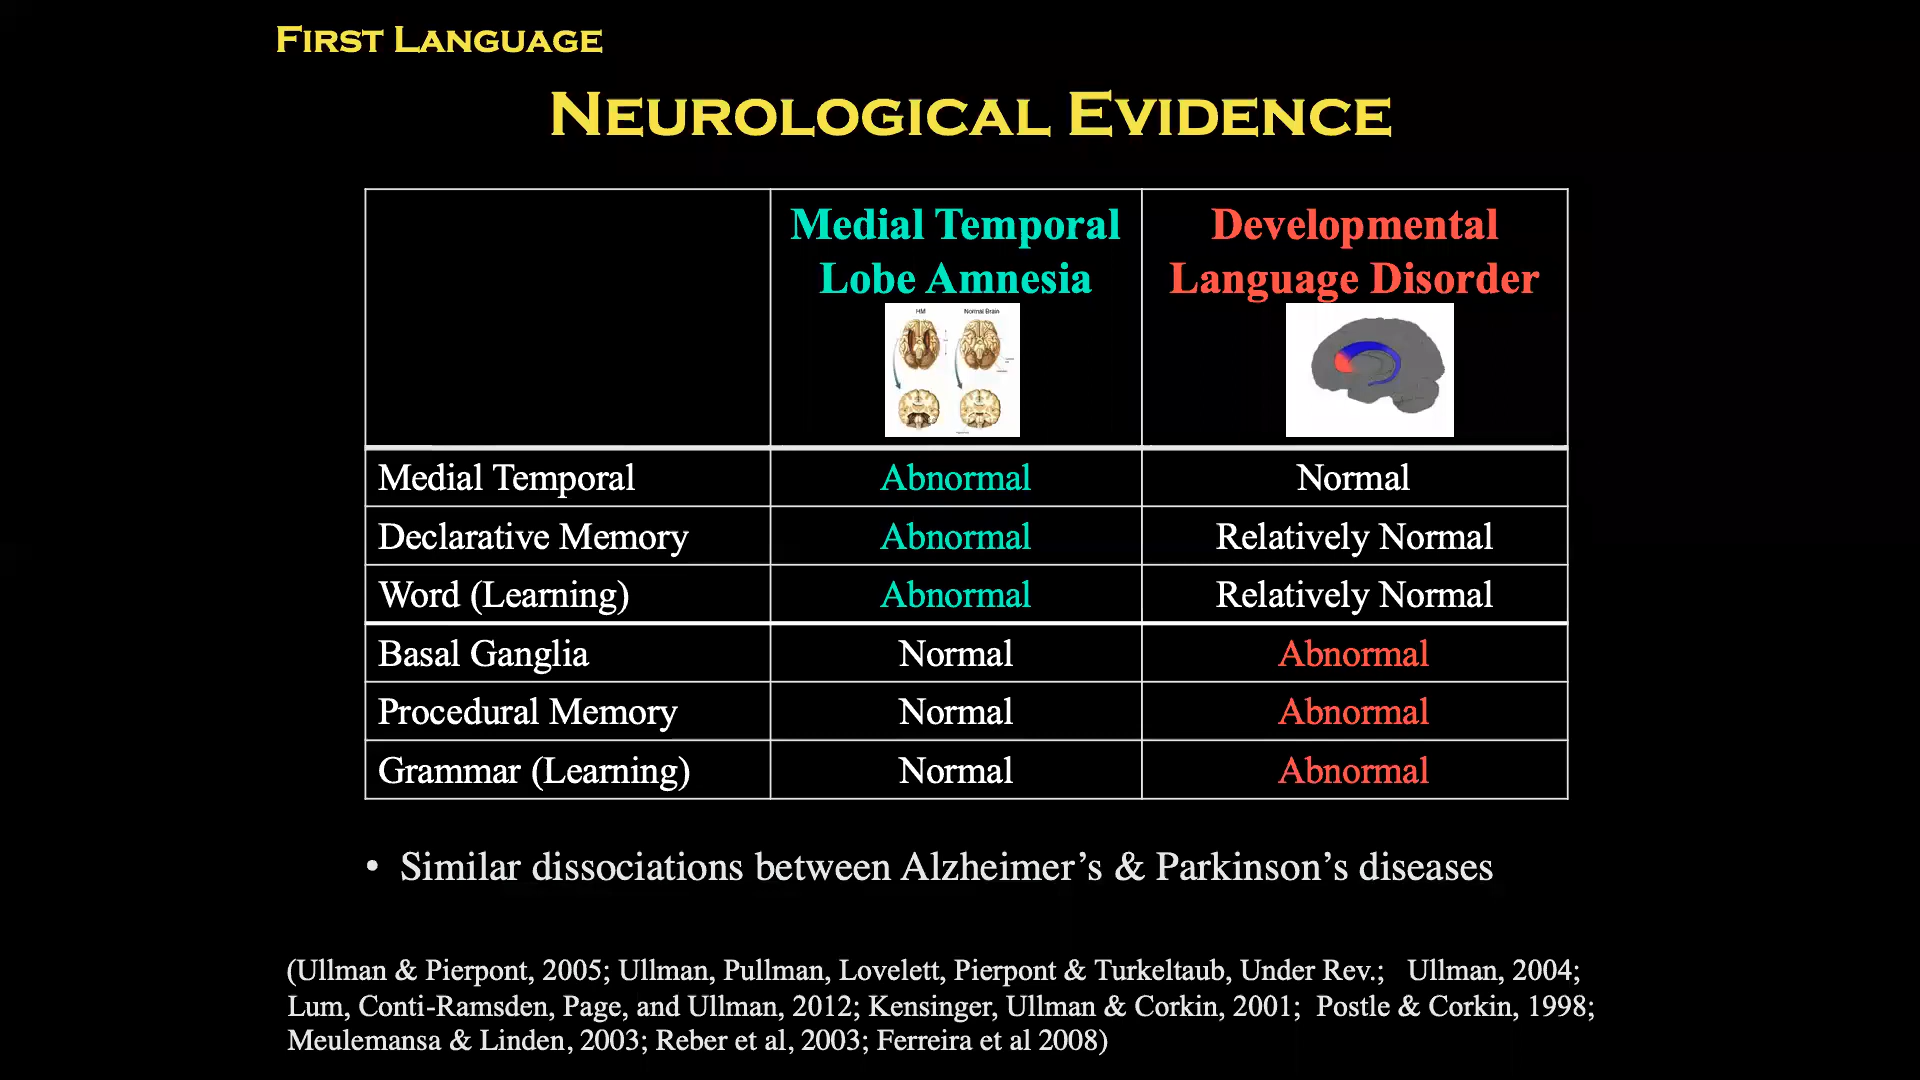 First Language
Neurological Evidence
Medial Temporal
Lobe Amnesia
Developmental
Language Disorder
HM
Normal Brain
Medial Temporal Abnormal Normal
Declarative Memory Abnormal Relatively Normal
Word (Learning) Abnormal Relatively Normal
Basal Ganglia Normal Abnormal
Procedural Memory Normal Abnormal
Grammar (Learning) Normal Abnormal
• Similar dissociations between Alzheimer’s & Parkinson’s diseases
(Ullman & Pierpont, 2005; Ullman, Pullman, Lovelett, Pierpont & Turkeltaub, Under Rev.; Ullman, 2004;
Lum, Conti-Ramsden, Page, and Ullman, 2012; Kensinger, Ullman & Corkin, 2001; Postle & Corkin, 1998;
Meulemansa & Linden, 2003; Reber et al, 2003; Ferreira et al 2008)